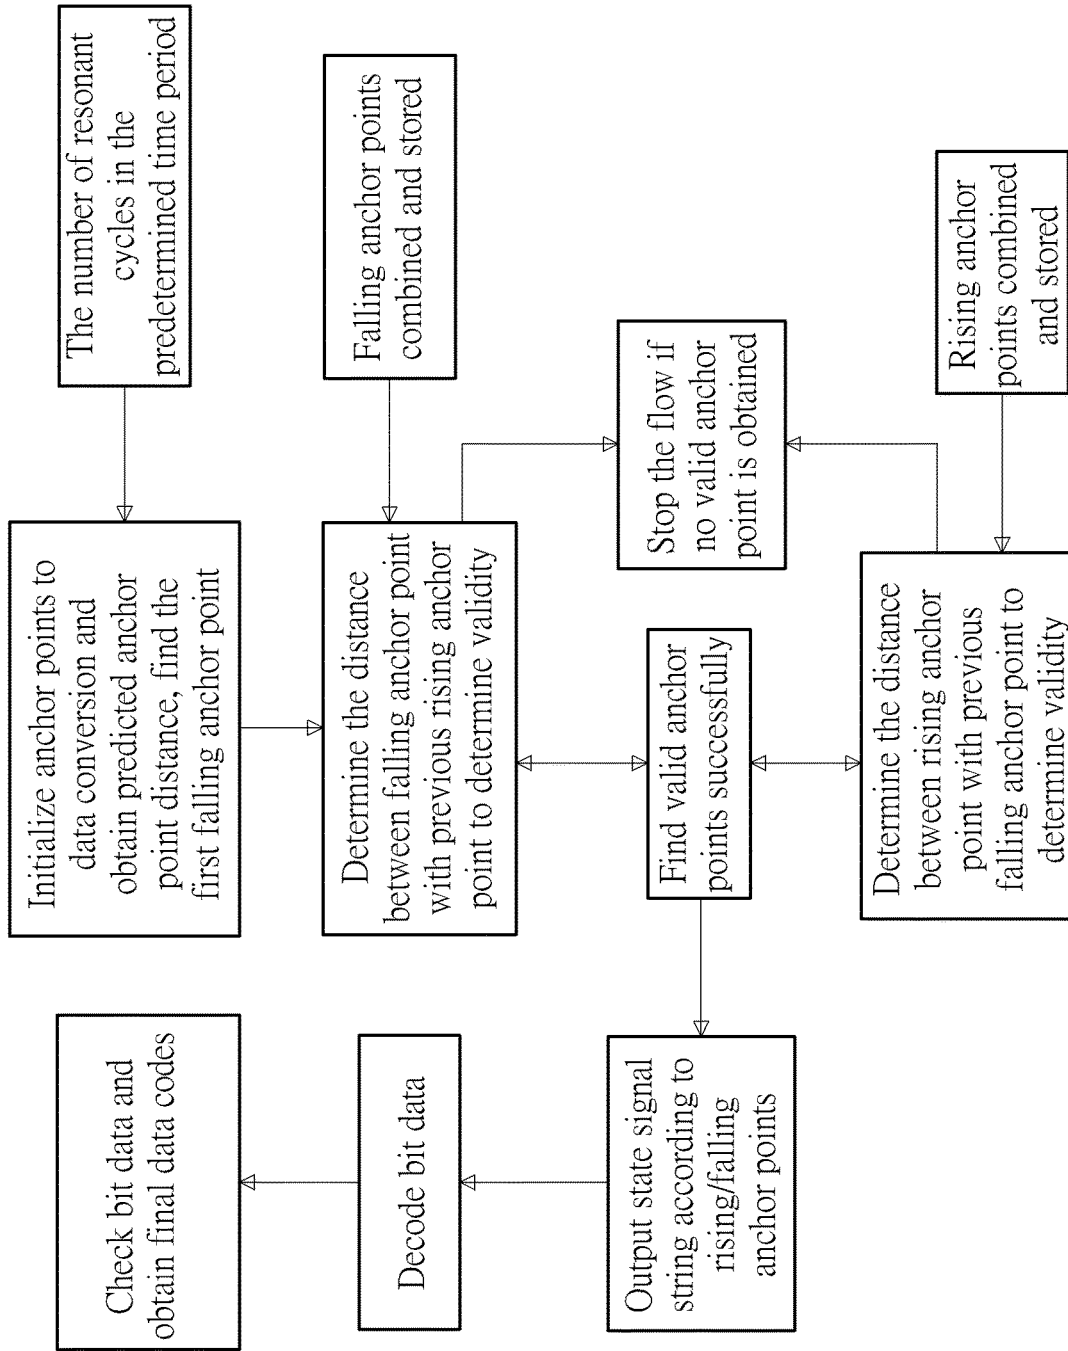 The number of resonant
cycles in the
predetermined time period
Initialize anchor points to
data conversion and
obtain predicted anchor
point distance, find the
first falling anchor point
Falling anchor points
combined and stored
Determine the distance
between falling anchor point
with previous rising anchor
point to determine validity
Stop the flow if
no valid anchor
point is obtained
Find valid anchor
points successfully
Rising anchor
points combined
and stored
Determine the distance
between rising anchor
point with previous
falling anchor point to
determine validity
Output state signal
string according to
rising/falling
anchor points
Decode bit data
Check bit data and
obtain final data codes